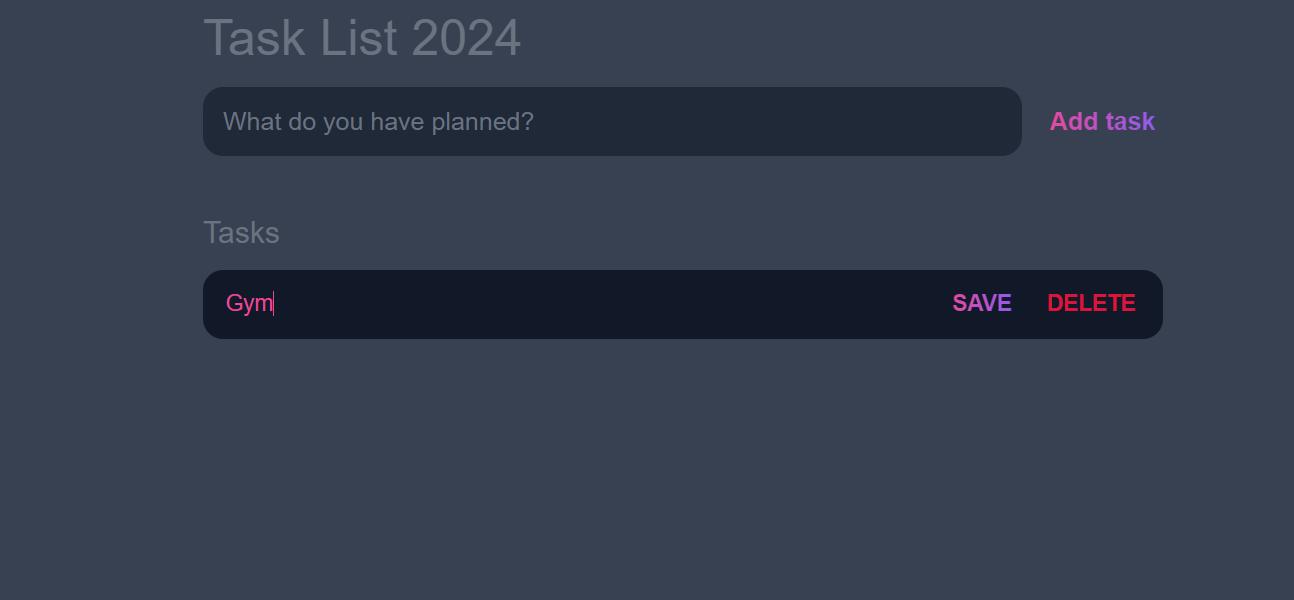 Task List 2024
What do you have planned? Add task
Tasks
Gym SAVE DELETE